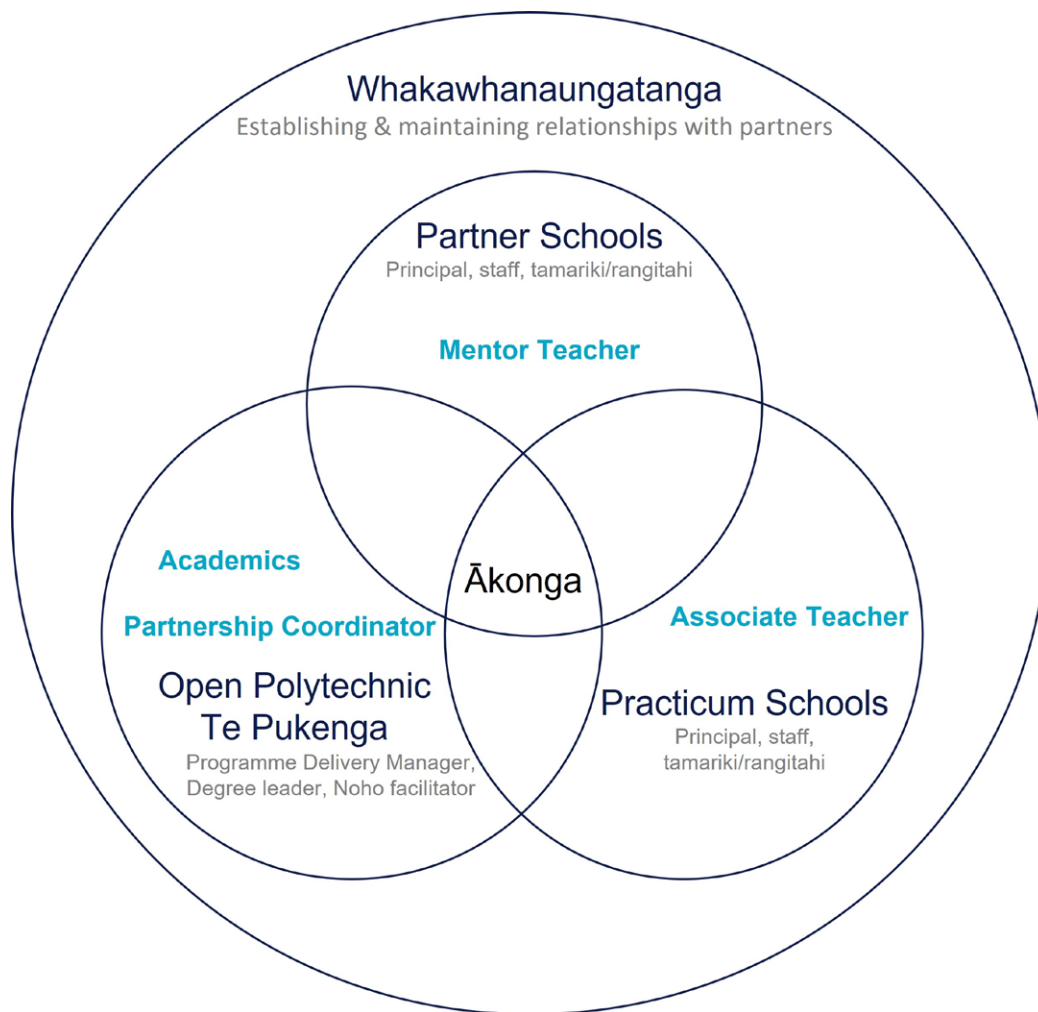 Whakawhanaungatanga
Establishing & maintaining relationships with partners
Partner Schools
Principal, staff, tamariki/rangitahi
Mentor Teacher
Academics
Partnership Coordinator
Open Polytechnic
Te Pukenga
Programme Delivery Manager,
Degree leader, Noho facilitator
Ākonga
Associate Teacher
Practicum Schools
Principal, staff,
tamariki/rangitahi